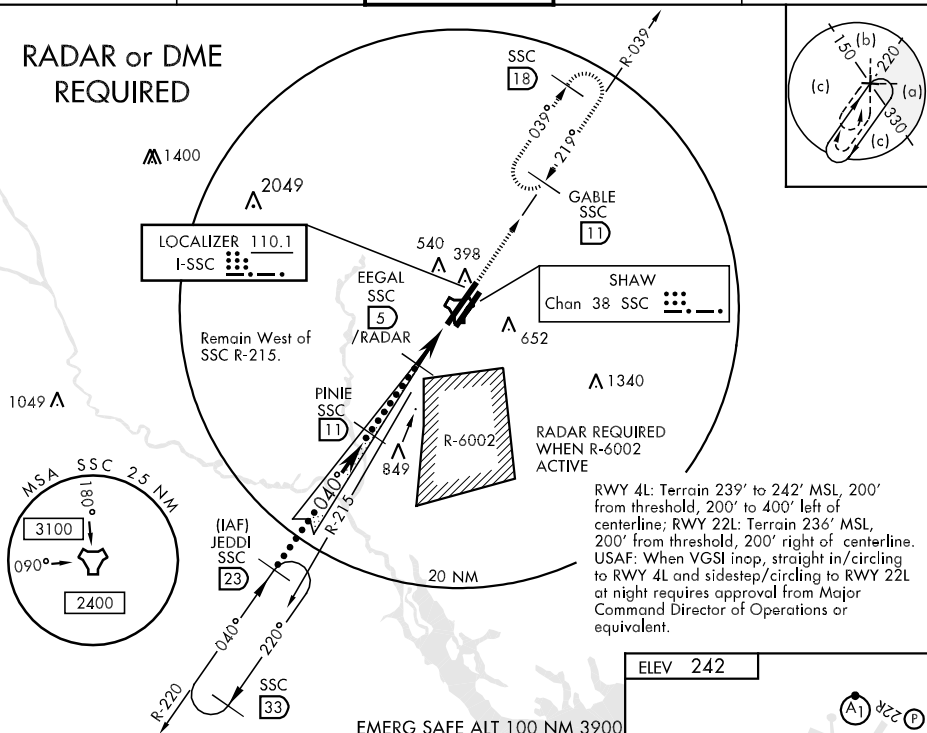 RADAR or DME
REQUIRED
SSC
18
R-039
039°
219°
GABLE
SSC
11
(b)
150
220
(c)
(a)
330
(c)
1400
2049
LOCALIZER 110.1
I-SSC
540
398
EEGAL
SSC
5
/RADAR
SHAW
Chan 38 SSC
652
Remain West of
SSC R-215.
1340
1049
PINIE
SSC
11
849
R-6002
RADAR REQUIRED
WHEN R-6002
ACTIVE
040°
R-215
MSA SSC 25 NM
180°
3100
090°
2400
(IAF)
JEDDI
SSC
23
20 NM
RWY 4L: Terrain 239' to 242' MSL, 200'
from threshold, 200' to 400' left of
centerline; RWY 22L: Terrain 236' MSL,
200' from threshold, 200' right of centerline.
USAF: When VGSI inop, straight in/circling
to RWY 4L and sidestep/circling to RWY 22L
at night requires approval from Major
Command Director of Operations or
equivalent.
040°
220°
R-220
SSC
33
EMERG SAFE ALT 100 NM 3900
ELEV 242
A1
22R
P